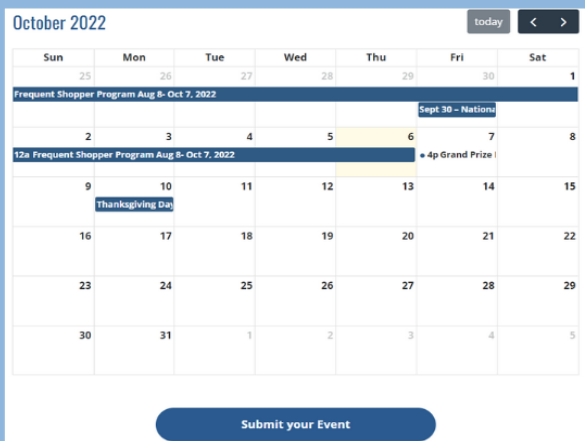 October 2022
today
Sun Mon Tue Wed Thu Fri Sat
25 26 27 28 29 30 1
Frequent Shopper Program Aug 8- Oct 7, 2022
Sept 30 – Nationa
2 3 4 5 6 7 8
12a Frequent Shopper Program Aug 8- Oct 7, 2022
• 4p Grand Prize
9 10 11 12 13 14 15
Thanksgiving Day
16 17 18 19 20 21 22
23 24 25 26 27 28 29
30 31 1 2 3 4 5
Submit your Event